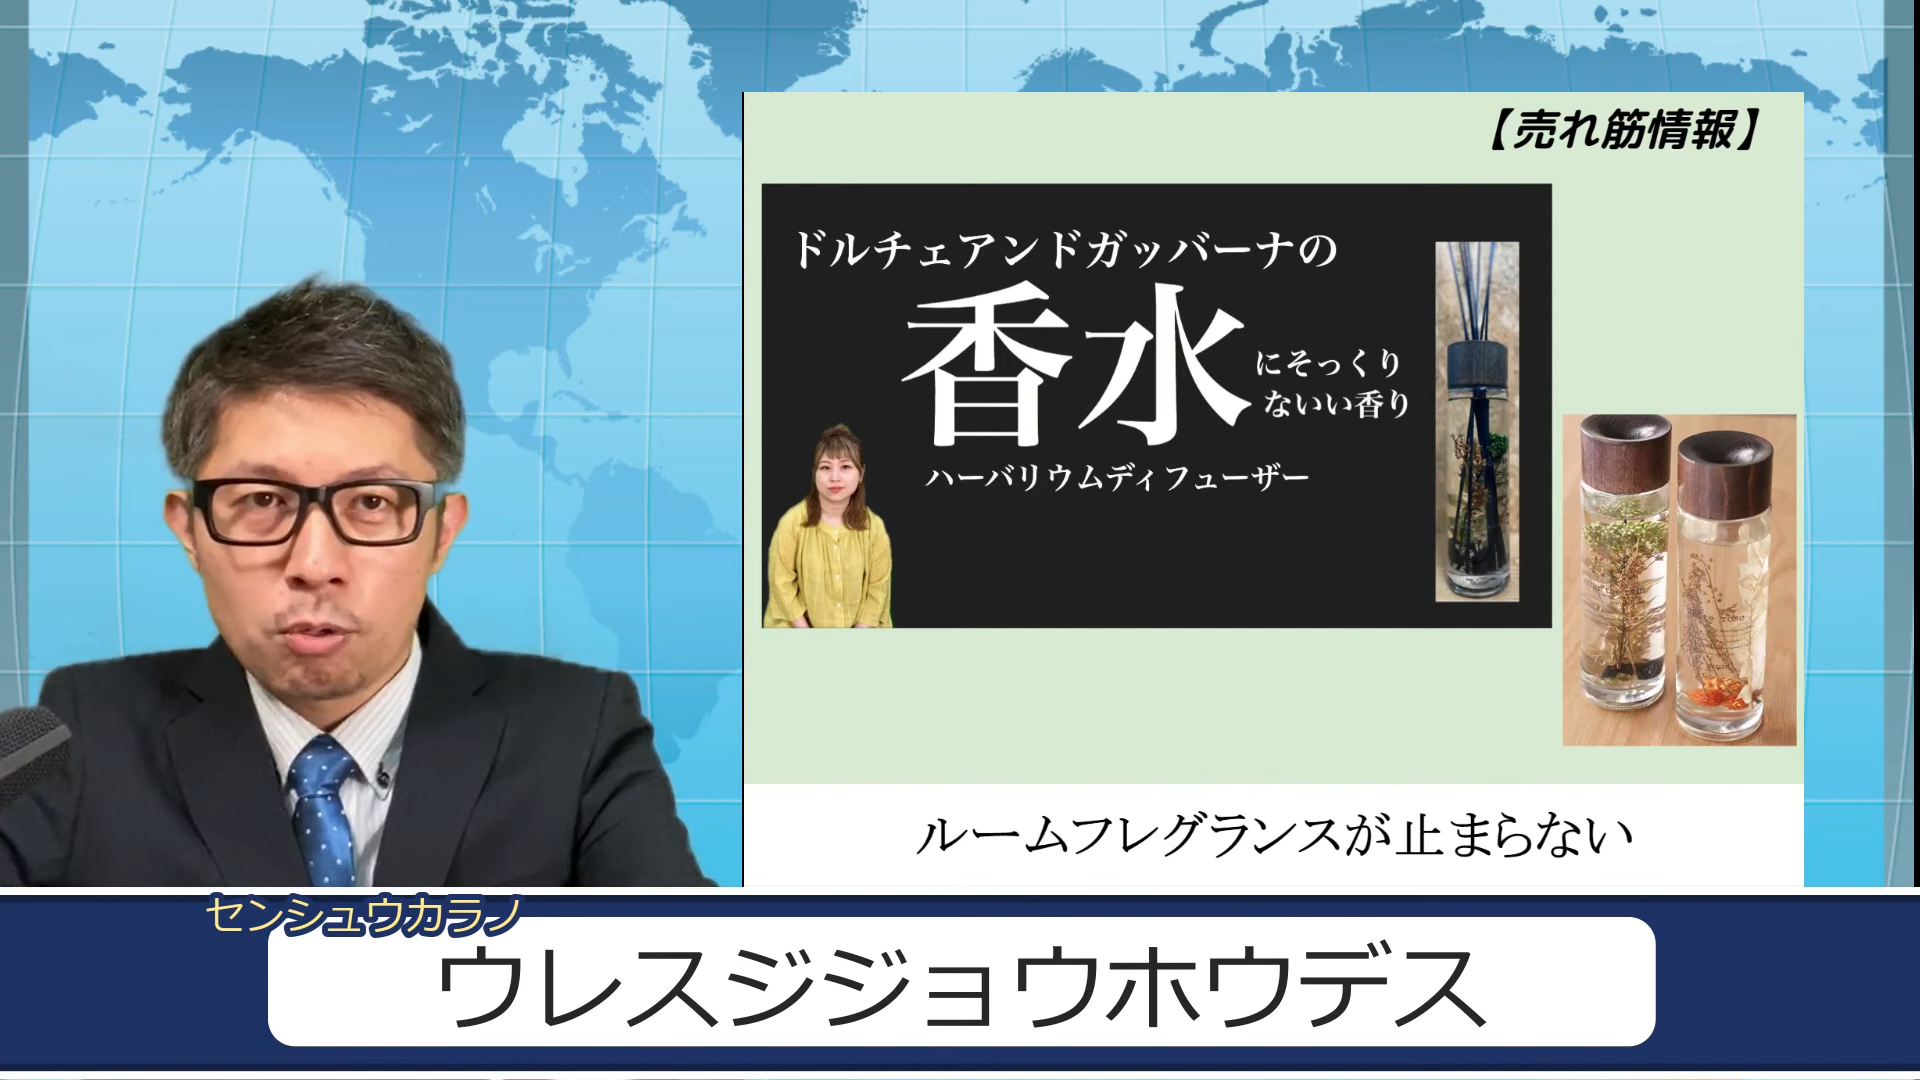 【売れ筋情報】
ドルチェアンドガッバーナの
香水
にそっくり
ないい香り
ハーバリウムディフューザー
ルームフレグランスが止まらない
センシュウカラノ
ウレスジジョウホウデス